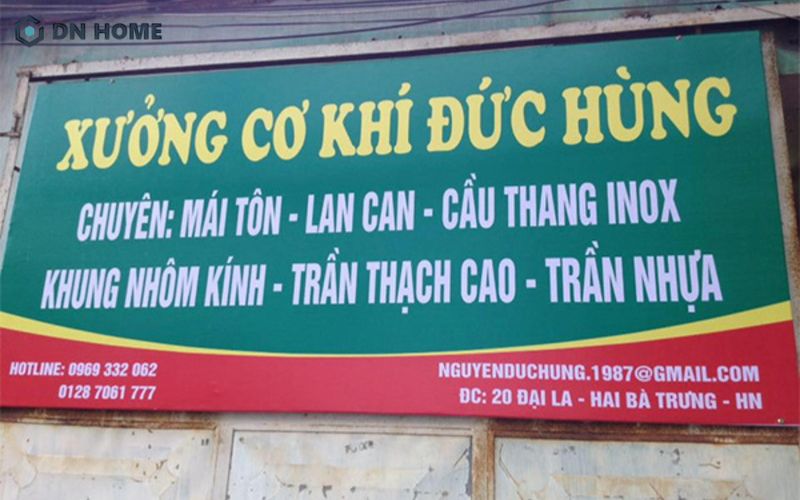 DN HOME
XƯỞNG CƠ KHÍ ĐỨC HÙNG
CHUYÊN: MÁI TÔN - LAN CAN - CẦU THANG INOX
KHUNG NHÔM KÍNH - TRẦN THẠCH CAO - TRẦN NHỰA
HOTLINE: 0969 332 062
0128 7061 777
NGUYENDUCHUNG.1987@GMAIL.COM
ĐC: 20 ĐẠI LA - HAI BÀ TRƯNG - HN